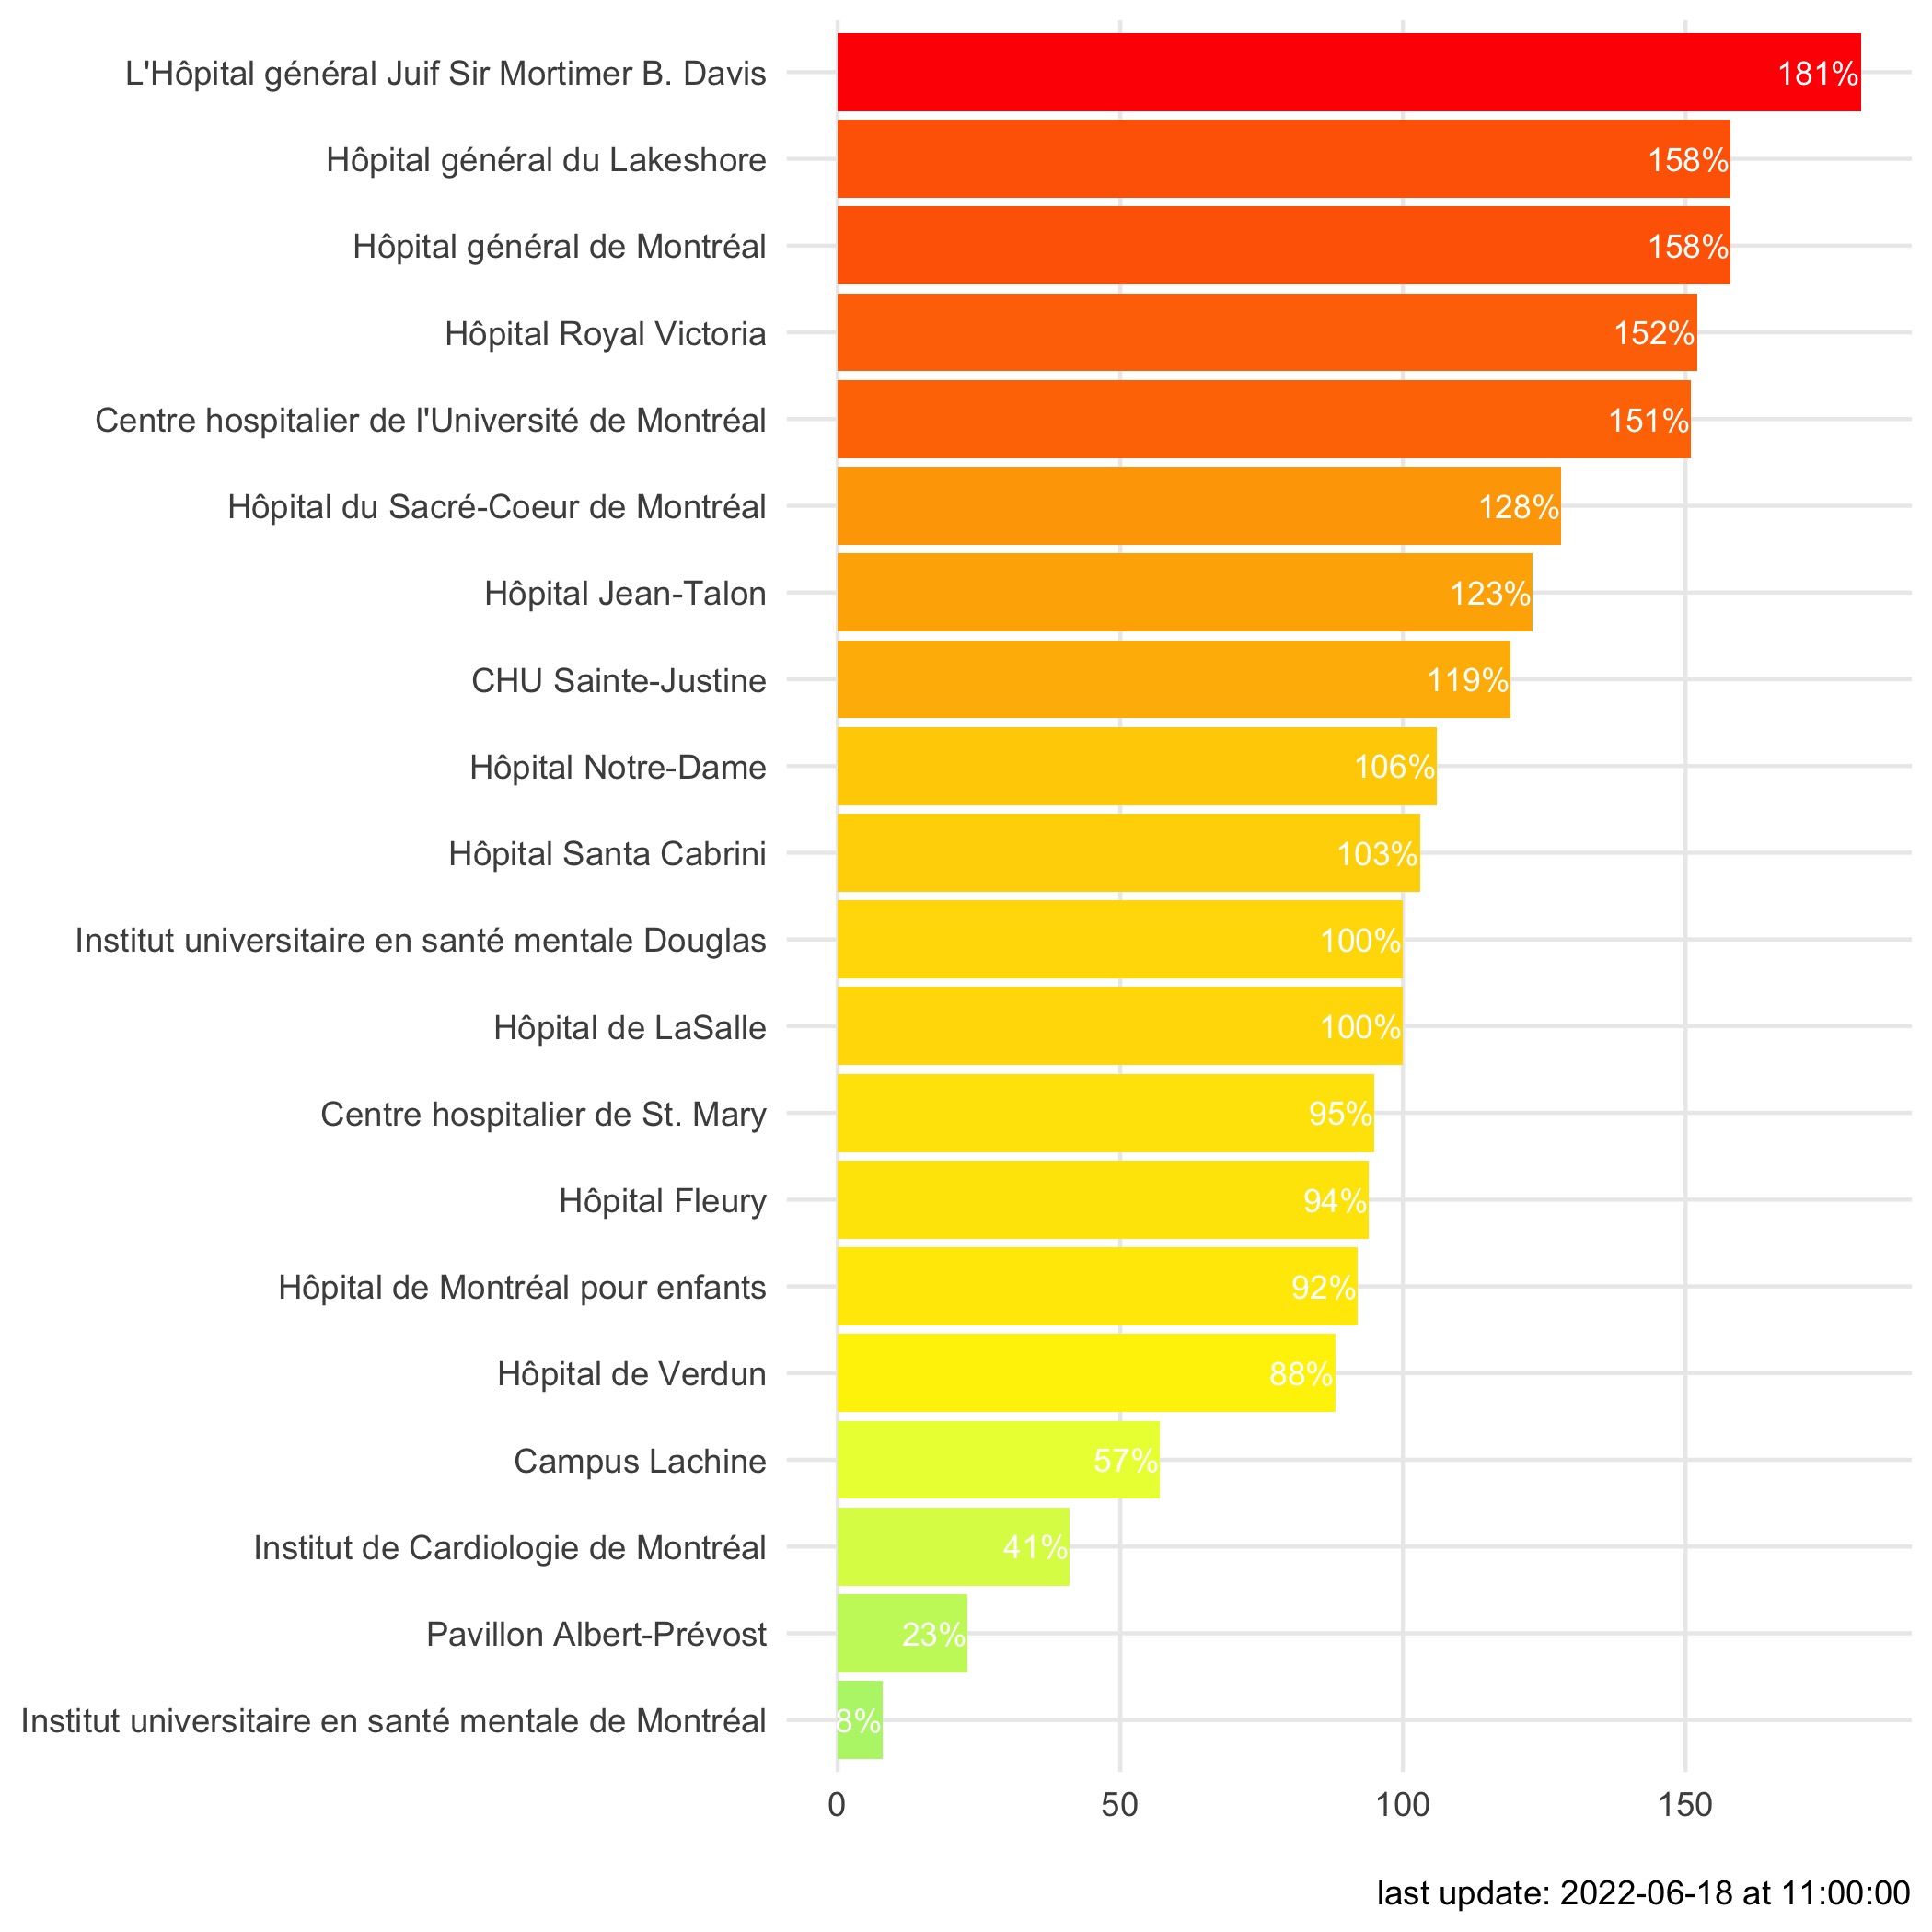 L'Hôpital général Juif Sir Mortimer B. Davis 181%
Hôpital général du Lakeshore 158%
Hôpital général de Montréal 158%
Hôpital Royal Victoria 152%
Centre hospitalier de l'Université de Montréal 151%
Hôpital du Sacré-Coeur de Montréal 128%
Hôpital Jean-Talon 123%
CHU Sainte-Justine 119%
Hôpital Notre-Dame 106%
Hôpital Santa Cabrini 103%
Institut universitaire en santé mentale Douglas 100%
Hôpital de LaSalle 100%
Centre hospitalier de St. Mary 95%
Hôpital Fleury 94%
Hôpital de Montréal pour enfants 92%
Hôpital de Verdun 88%
Campus Lachine 57%
Institut de Cardiologie de Montréal 41%
Pavillon Albert-Prévost 23%
Institut universitaire en santé mentale de Montréal 8%
0 50 100 150
last update: 2022-06-18 at 11:00:00